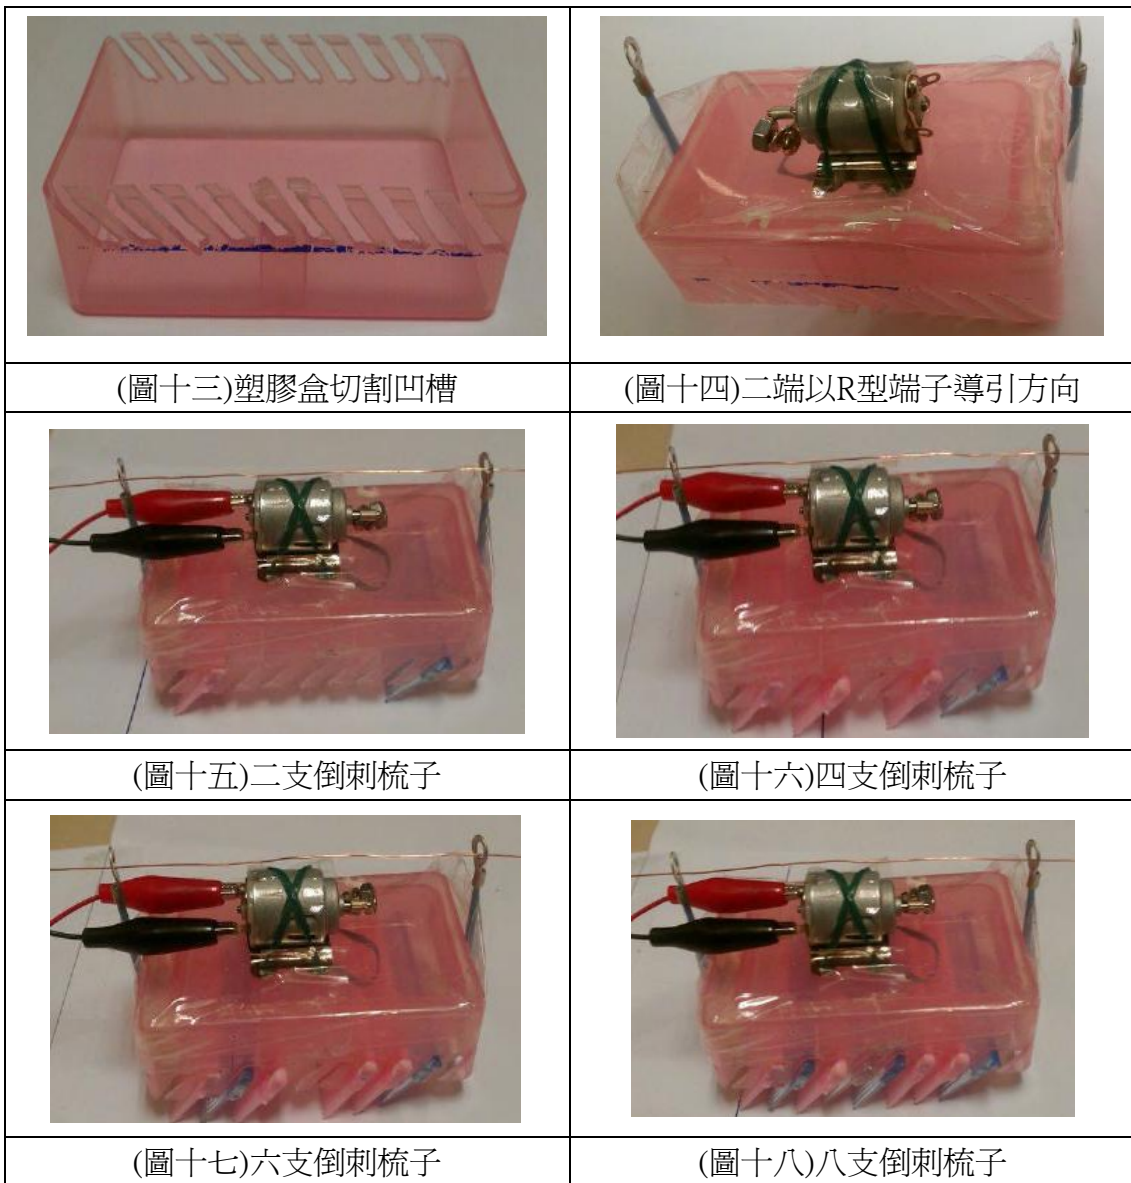 (圖十三)塑膠盒切割凹槽
(圖十四)二端以R型端子導引方向
(圖十五)二支倒刺梳子
(圖十六)四支倒刺梳子
(圖十七)六支倒刺梳子
(圖十八)八支倒刺梳子